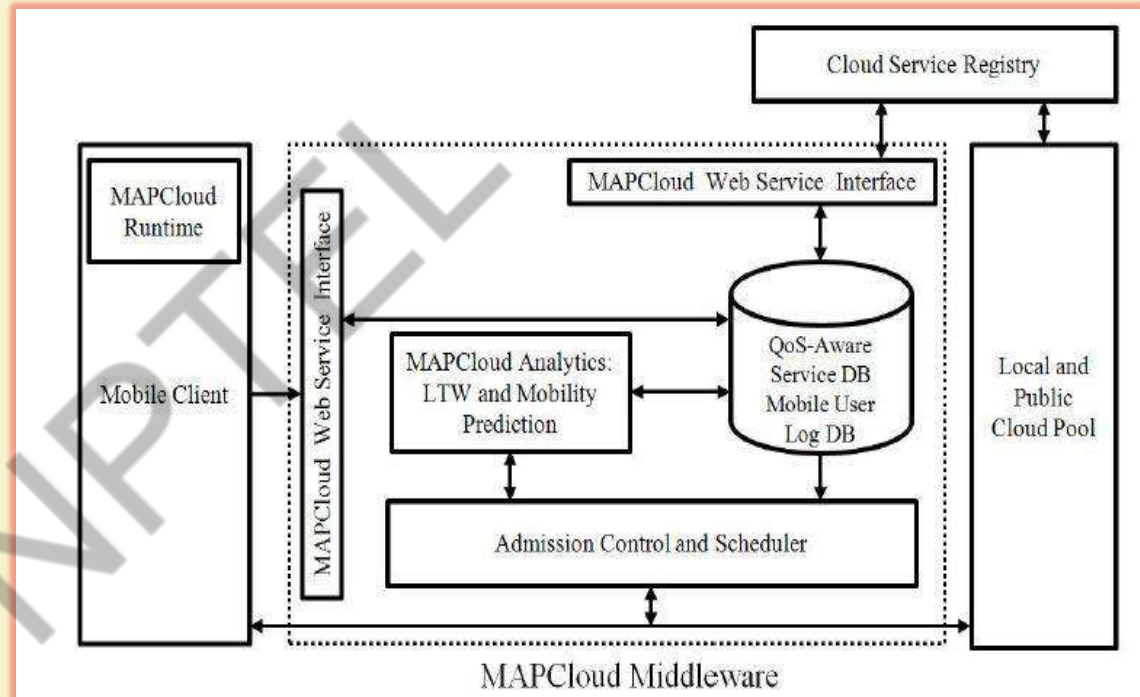 Cloud Service Registry
MAPCloud
Runtime
Mobile Client
MAPCloud Web Service Interface
MAPCloud Web Service Interface
MAPCloud Analytics:
LTW and Mobility
Prediction
QoS-Aware
Service DB
Mobile User
Log DB
Local and
Public
Cloud Pool
Admission Control and Scheduler
MAPCloud Middleware
NPTEL